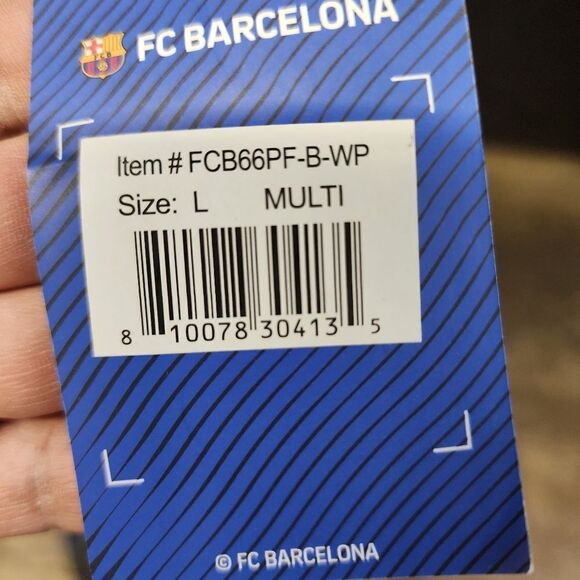 FC BARCELONA
Item # FCB66PF-B-WP
Size: L MULTI
8 10078 30413 5
© FC BARCELONA